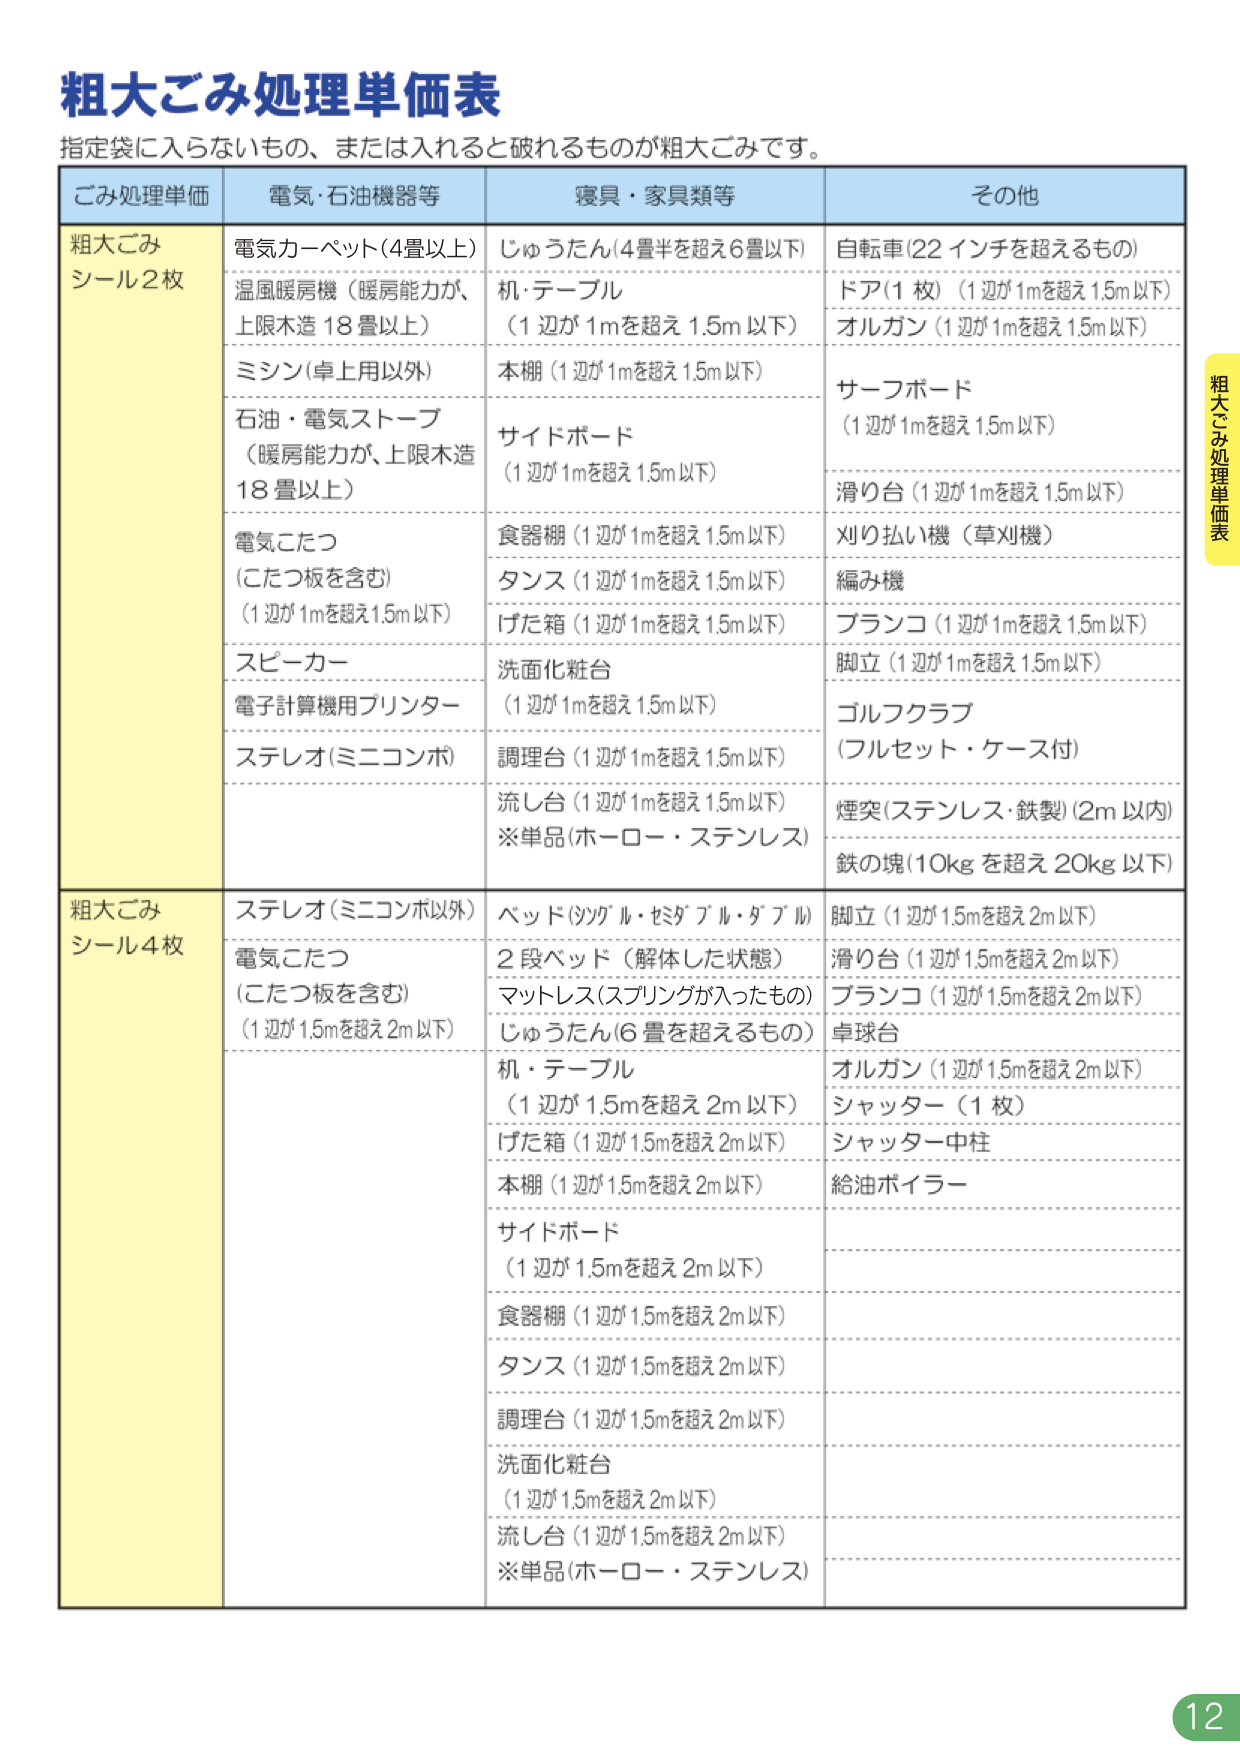 粗大ごみ処理単価表
指定袋に入らないもの、または入れると破れるものが粗大ごみです。
ごみ処理単価
電気・石油機器等
寝具・家具類等
その他
粗大ごみ
シール2枚
電気カーペット(4畳以上)
温風暖房機（暖房能力が、
上限木造 18 畳以上）
ミシン(卓上用以外)
石油・電気ストーブ
（暖房能力が、上限木造
18 畳以上）
電気こたつ
(こたつ板を含む)
（1 辺が 1mを超え1.5m 以下）
スピーカー
電子計算機用プリンター
ステレオ(ミニコンポ)
じゅうたん(4畳半を超え6畳以下)
机・テーブル
（1 辺が 1mを超え 1.5m 以下）
本棚（1 辺が 1mを超え 1.5m 以下）
サイドボード
（1 辺が 1mを超え 1.5m 以下）
食器棚（1 辺が 1mを超え 1.5m 以下）
タンス（1 辺が 1mを超え 1.5m 以下）
げた箱（1 辺が 1mを超え 1.5m 以下）
洗面化粧台
（1 辺が 1mを超え 1.5m 以下）
調理台（1 辺が 1mを超え 1.5m 以下）
流し台（1 辺が 1mを超え 1.5m 以下）
※単品(ホーロー・ステンレス)
自転車(22 インチを超えるもの)
ドア(1 枚)（1 辺が 1mを超え 1.5m 以下）
オルガン（1 辺が 1mを超え 1.5m 以下）
サーフボード
（1 辺が 1mを超え 1.5m 以下）
滑り台（1 辺が 1mを超え 1.5m 以下）
刈り払い機（草刈機）
編み機
ブランコ（1 辺が 1mを超え 1.5m 以下）
脚立（1 辺が 1mを超え 1.5m 以下）
ゴルフクラブ
(フルセット・ケース付)
煙突(ステンレス・鉄製)(2m 以内)
鉄の塊(10kg を超え 20kg 以下)
粗大ごみ
シール4枚
ステレオ(ミニコンポ以外)
電気こたつ
(こたつ板を含む)
（1 辺が 1.5mを超え 2m 以下）
ベッド(ｼﾝｸﾞﾙ・ｾﾐﾀﾞﾌﾞﾙ・ﾀﾞﾌﾞﾙ)
2 段ベッド（解体した状態）
マットレス(スプリングが入ったもの)
じゅうたん(6 畳を超えるもの)
机・テーブル
（1 辺が 1.5mを超え 2m 以下）
げた箱（1 辺が 1.5mを超え 2m 以下）
本棚（1 辺が 1.5mを超え 2m 以下）
サイドボード
（1 辺が 1.5mを超え 2m 以下）
食器棚（1 辺が 1.5mを超え 2m 以下）
タンス（1 辺が 1.5mを超え 2m 以下）
調理台（1 辺が 1.5mを超え 2m 以下）
洗面化粧台
（1 辺が 1.5mを超え 2m 以下）
流し台（1 辺が 1.5mを超え 2m 以下）
※単品(ホーロー・ステンレス)
脚立（1 辺が 1.5mを超え 2m 以下）
滑り台（1 辺が 1.5mを超え 2m 以下）
ブランコ（1 辺が 1.5mを超え 2m 以下）
卓球台
オルガン（1 辺が 1.5mを超え 2m 以下）
シャッター（1 枚）
シャッター中柱
給油ボイラー
粗大ごみ処理単価表
12